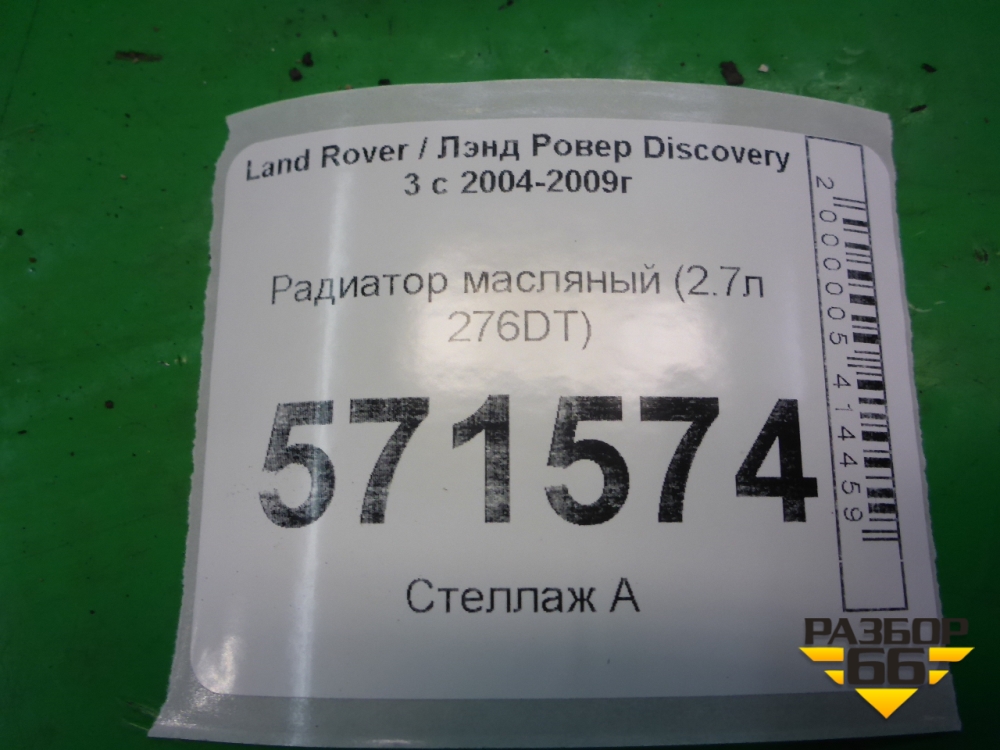 Land Rover / Лэнд Ровер Discovery
3 с 2004-2009г
Радиатор масляный (2.7л
276DT)
571574
Стеллаж А
2000005414459
РАЗБОР
66